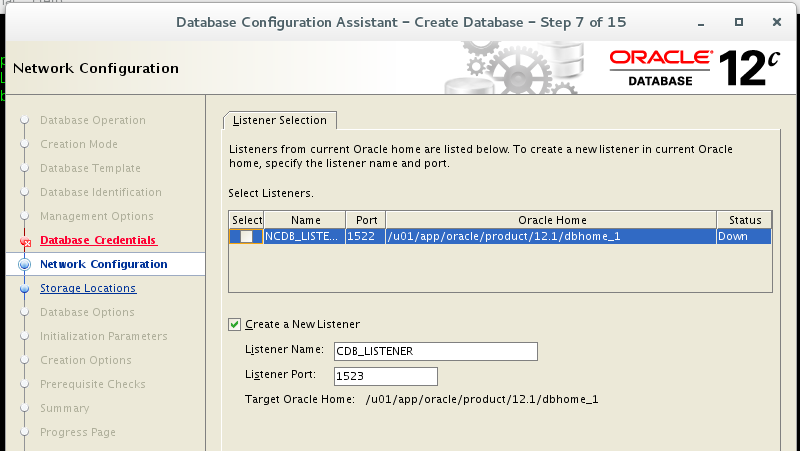 Database Configuration Assistant - Create Database - Step 7 of 15
Network Configuration
ORACLE
DATABASE
12c
Database Operation
Creation Mode
Database Template
Database Identification
Management Options
Database Credentials
Network Configuration
Storage Locations
Database Options
Initialization Parameters
Creation Options
Prerequisite Checks
Summary
Progress Page
Listener Selection
Listeners from current Oracle home are listed below. To create a new listener in current Oracle
home, specify the listener name and port.
Select Listeners.
Select Name Port Oracle Home Status
NCDB_LISTE... 1522 /u01/app/oracle/product/12.1/dbhome_1 Down
Create a New Listener
Listener Name: CDB_LISTENER
Listener Port: 1523
Target Oracle Home: /u01/app/oracle/product/12.1/dbhome_1